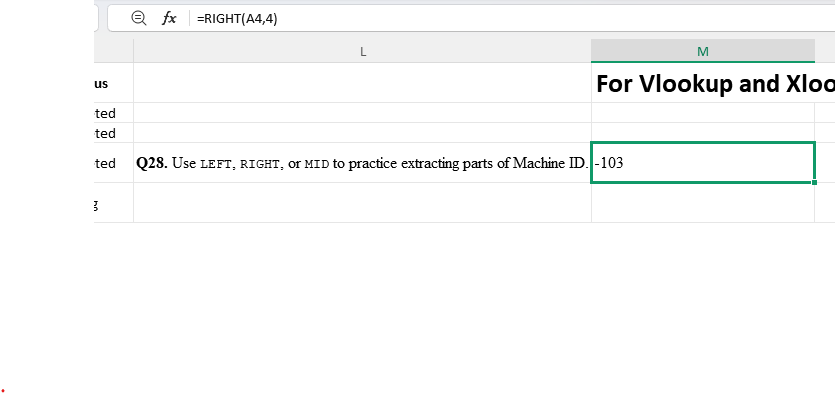 fx =RIGHT(A4,4)
L M
us For Vlookup and Xloo
ted
ted
ted Q28. Use LEFT, RIGHT, or MID to practice extracting parts of Machine ID. -103
g